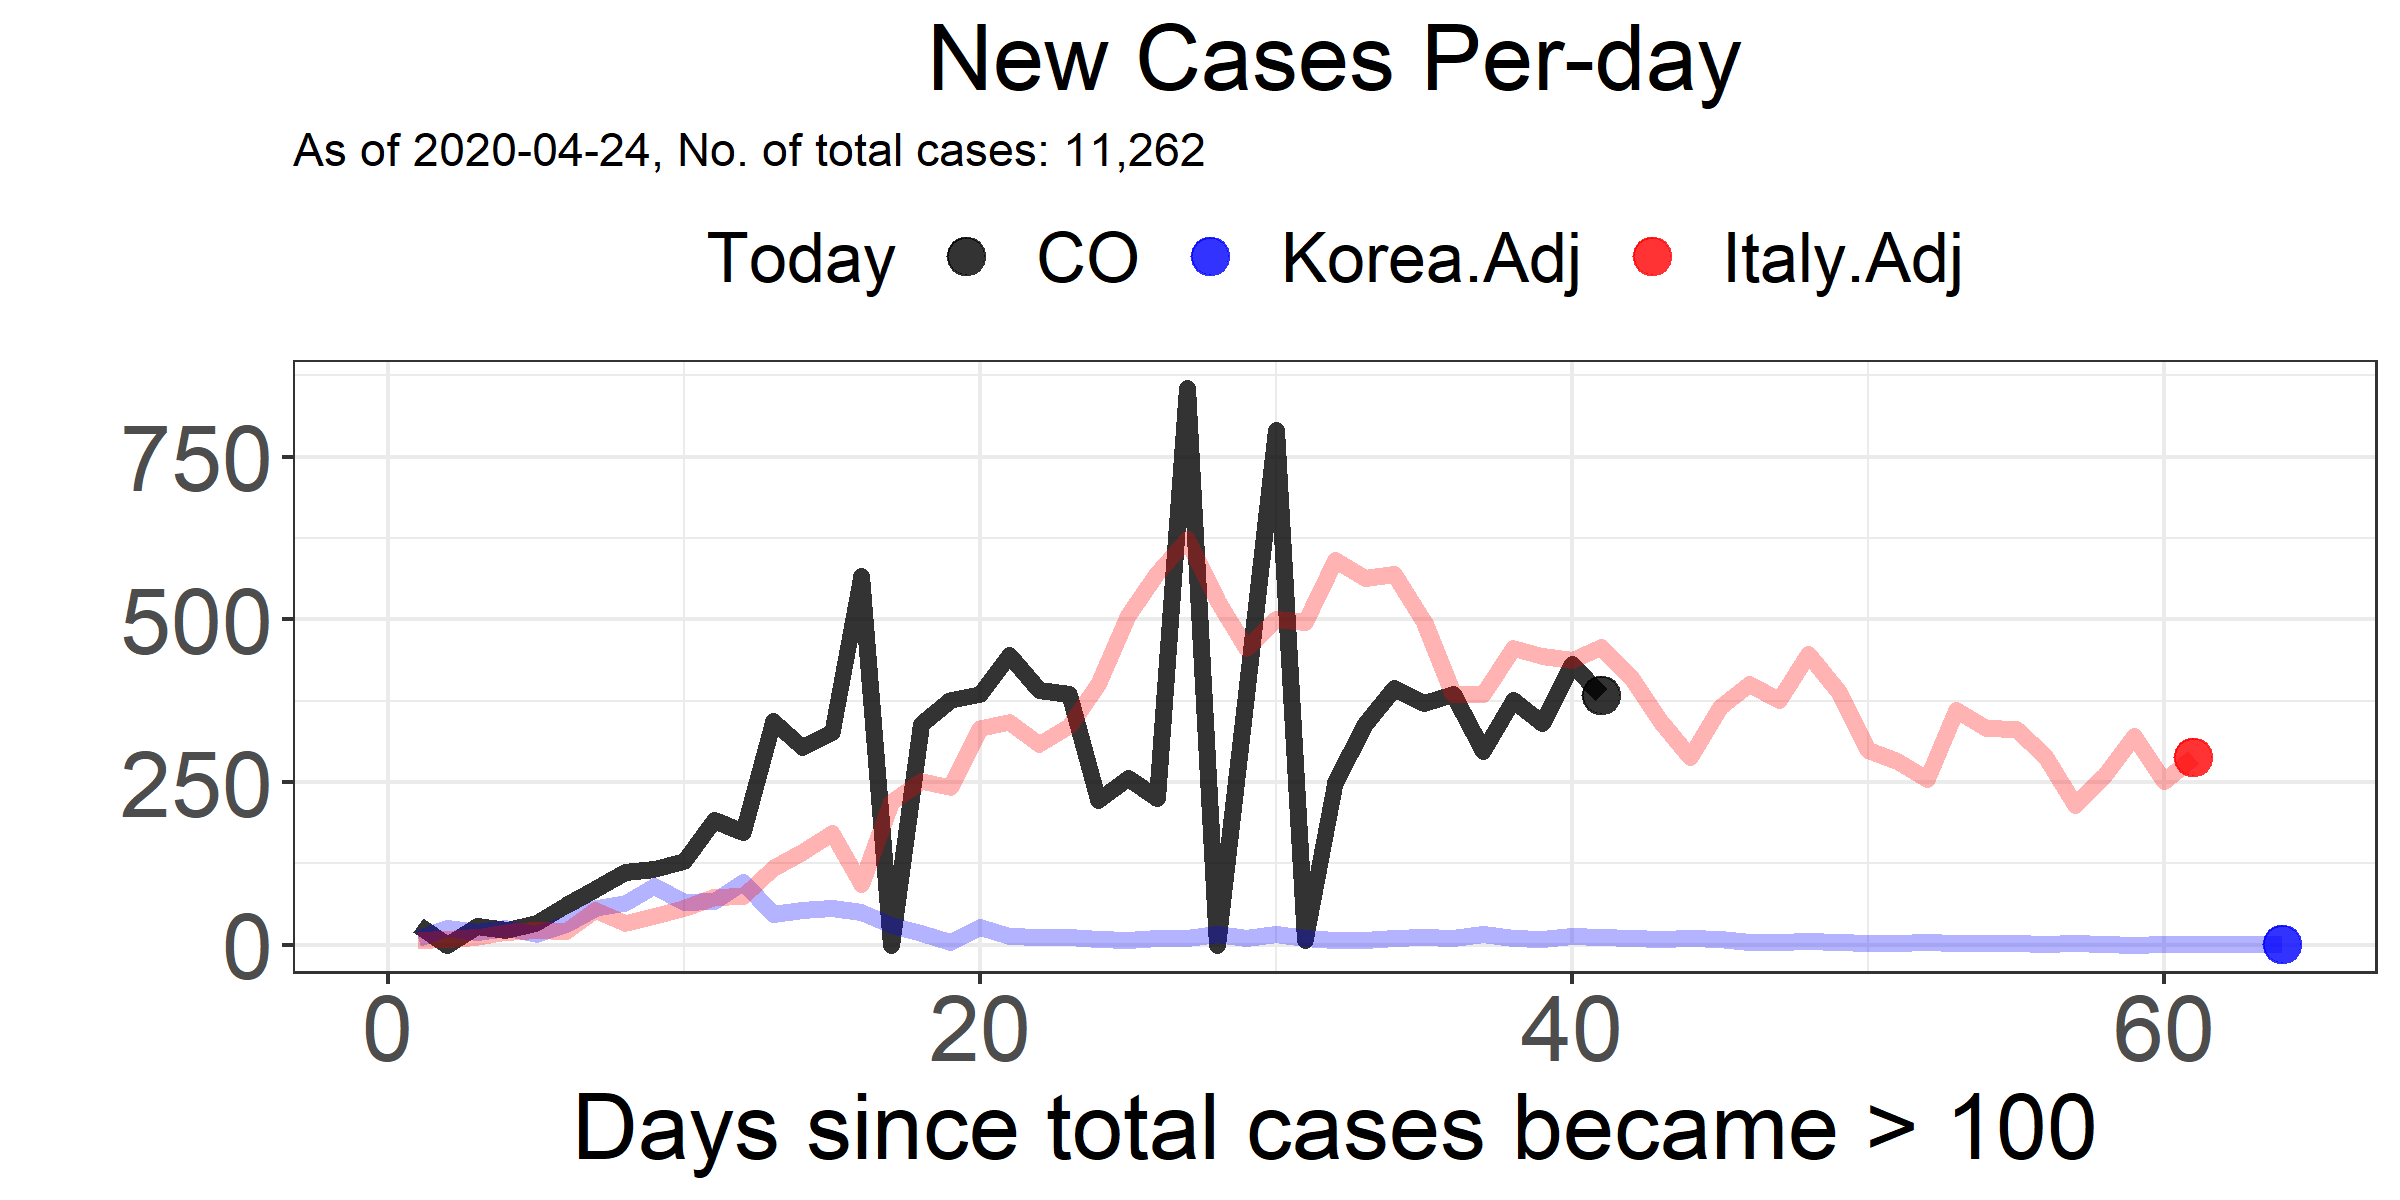 New Cases Per-day
As of 2020-04-24, No. of total cases: 11,262
Today CO Korea.Adj Italy.Adj
750
500
250
0
0 20 40 60
Days since total cases became > 100